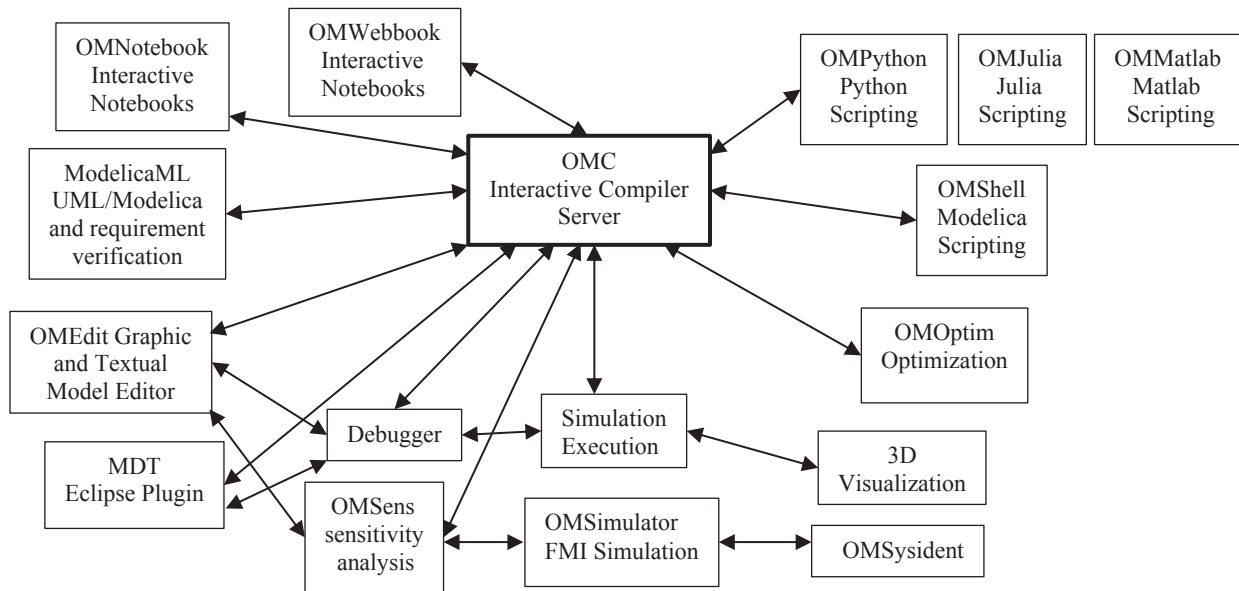 OMNotebook
Interactive
Notebooks
OMWebbook
Interactive
Notebooks
OMPython
Python
Scripting
OMJulia
Julia
Scripting
OMMatlab
Matlab
Scripting
OMC
Interactive Compiler
Server
ModelicaML
UML/Modelica
and requirement
verification
OMShell
Modelica
Scripting
OMEdit Graphic
and Textual
Model Editor
OMOptim
Optimization
Debugger
Simulation
Execution
MDT
Eclipse Plugin
3D
Visualization
OMSens
sensitivity
analysis
OMSimulator
FMI Simulation
OMSysident